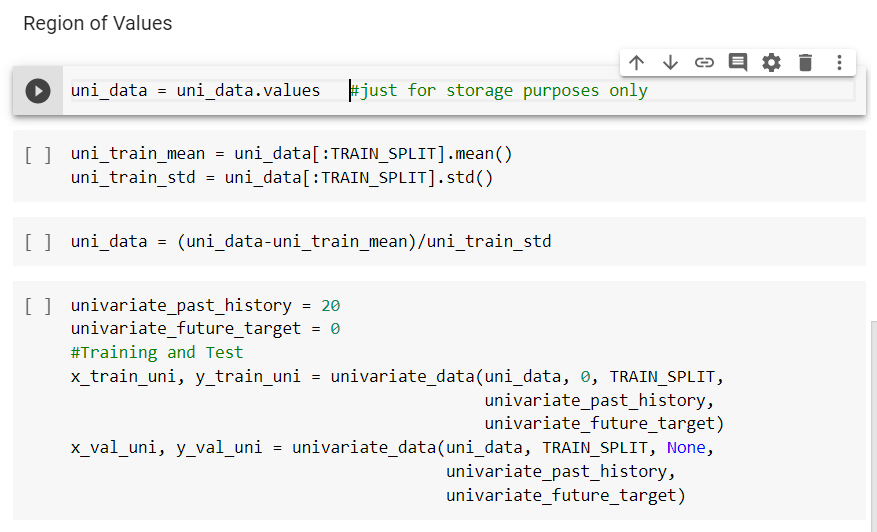 Region of Values
uni_data = uni_data.values   #just for storage purposes only
[ ] uni_train_mean = uni_data[:TRAIN_SPLIT].mean()
uni_train_std = uni_data[:TRAIN_SPLIT].std()
[ ] uni_data = (uni_data-uni_train_mean)/uni_train_std
[ ] univariate_past_history = 20
univariate_future_target = 0
#Training and Test
x_train_uni, y_train_uni = univariate_data(uni_data, 0, TRAIN_SPLIT,
univariate_past_history,
univariate_future_target)
x_val_uni, y_val_uni = univariate_data(uni_data, TRAIN_SPLIT, None,
univariate_past_history,
univariate_future_target)